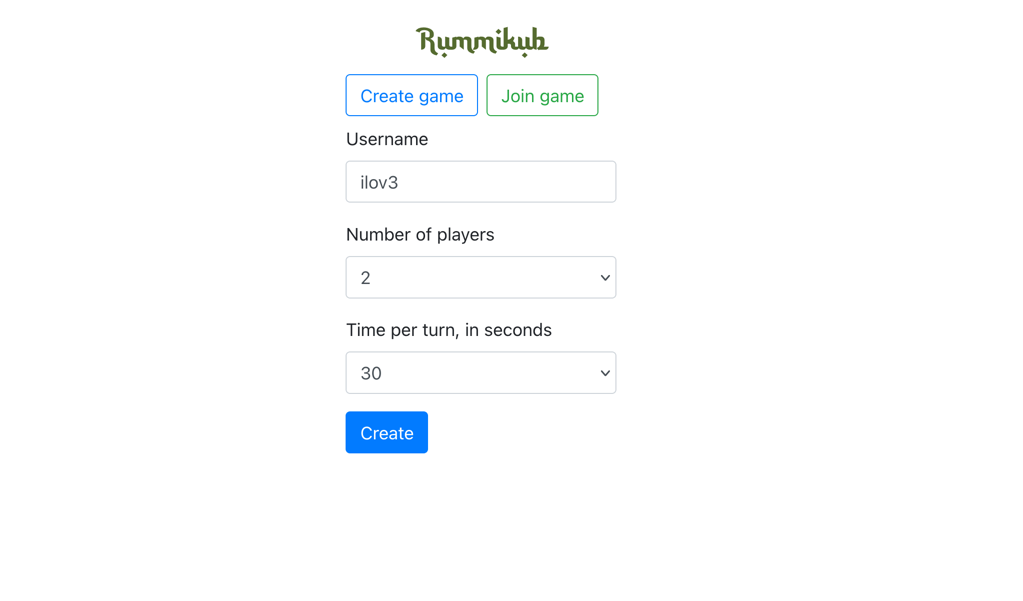 Rummikub
Create game Join game
Username
ilov3
Number of players
2
Time per turn, in seconds
30
Create